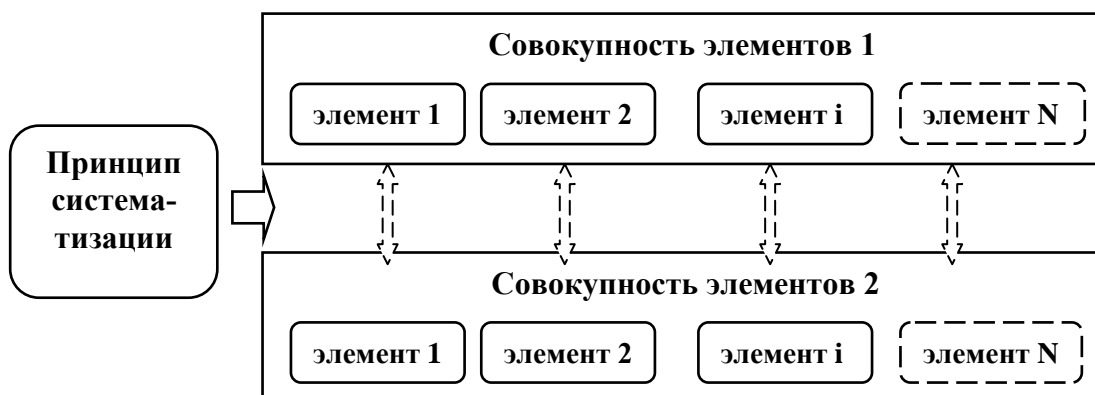 Совокупность элементов 1
элемент 1 элемент 2 элемент i элемент N
Принцип
система-
тизации
Совокупность элементов 2
элемент 1 элемент 2 элемент i элемент N